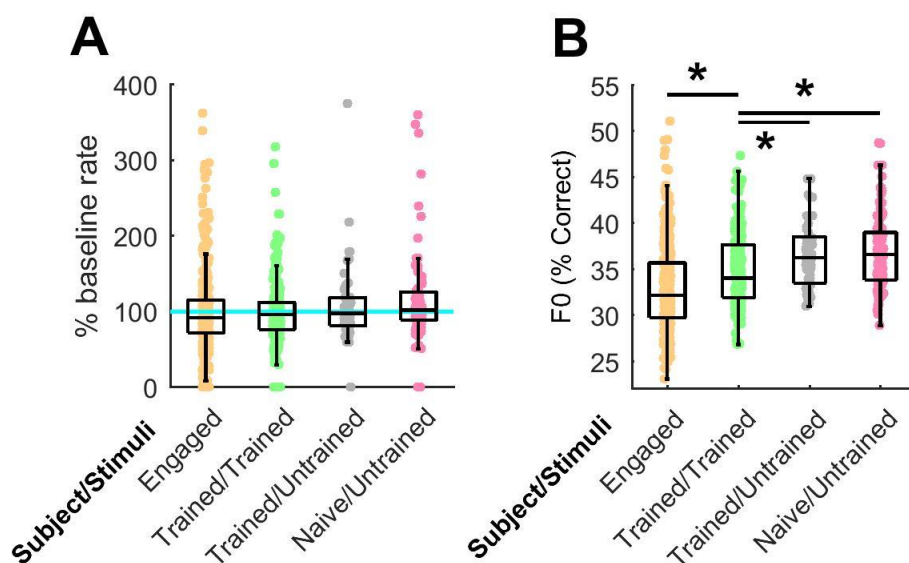 A
% baseline rate
400
300
200
100
0
Subject/Stimuli
Engaged
Trained/Trained
Trained/Untrained
Naive/Untrained
B
F0 (% Correct)
55
50
45
40
35
30
25
*
*
*
Subject/Stimuli
Engaged
Trained/Trained
Trained/Untrained
Naive/Untrained